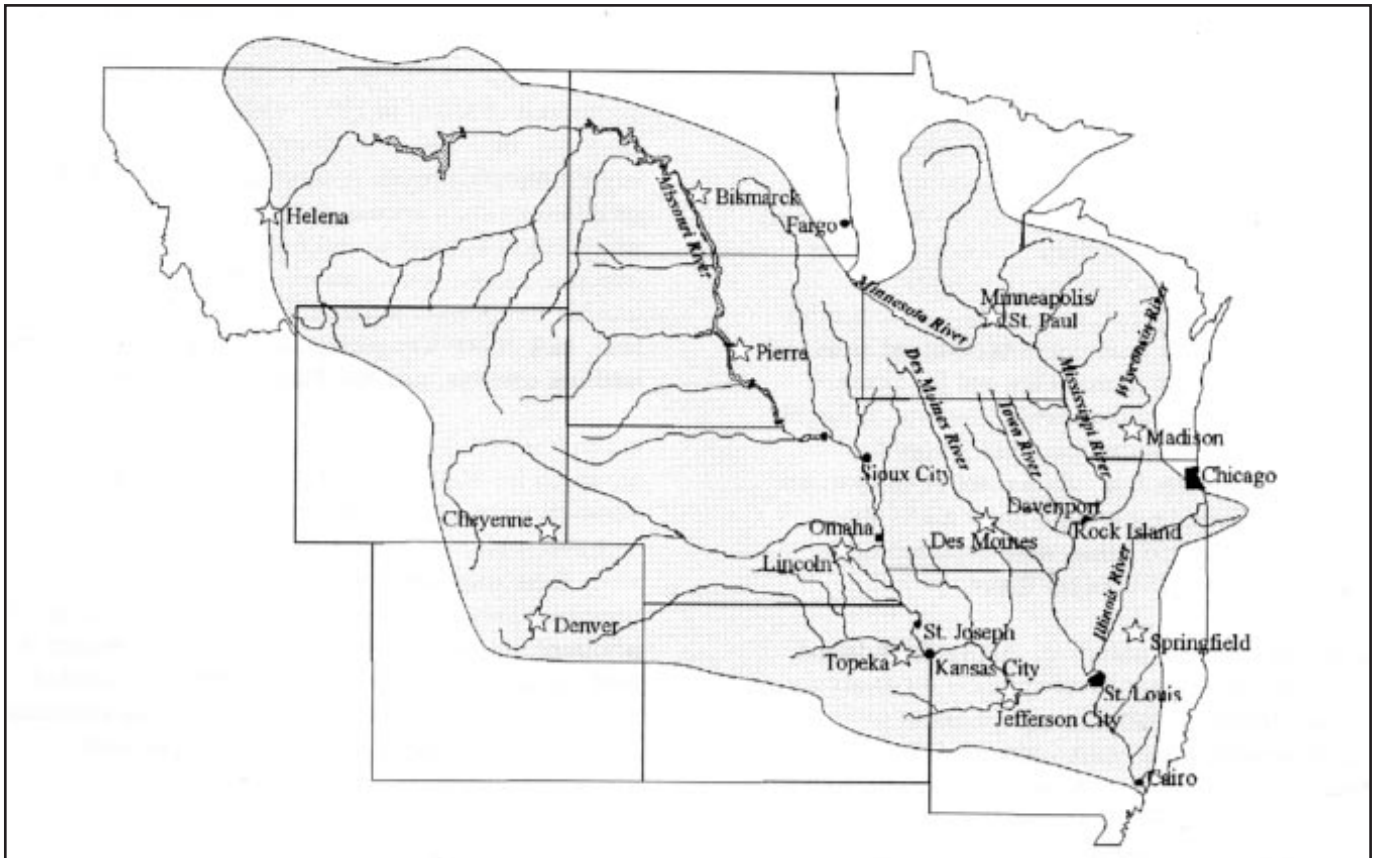 Helena
Missouri River
Bismarck
Fargo
Minnesota River
Minneapolis/
St. Paul
Wisconsin River
Pierre
Des Moines River
Mississippi River
Iowa River
Madison
Sioux City
Chicago
Cheyenne
Omaha
Davenport
Rock Island
Des Moines
Lincoln
Illinois River
Denver
St. Joseph
Springfield
Topeka
Kansas City
St. Louis
Jefferson City
Cairo